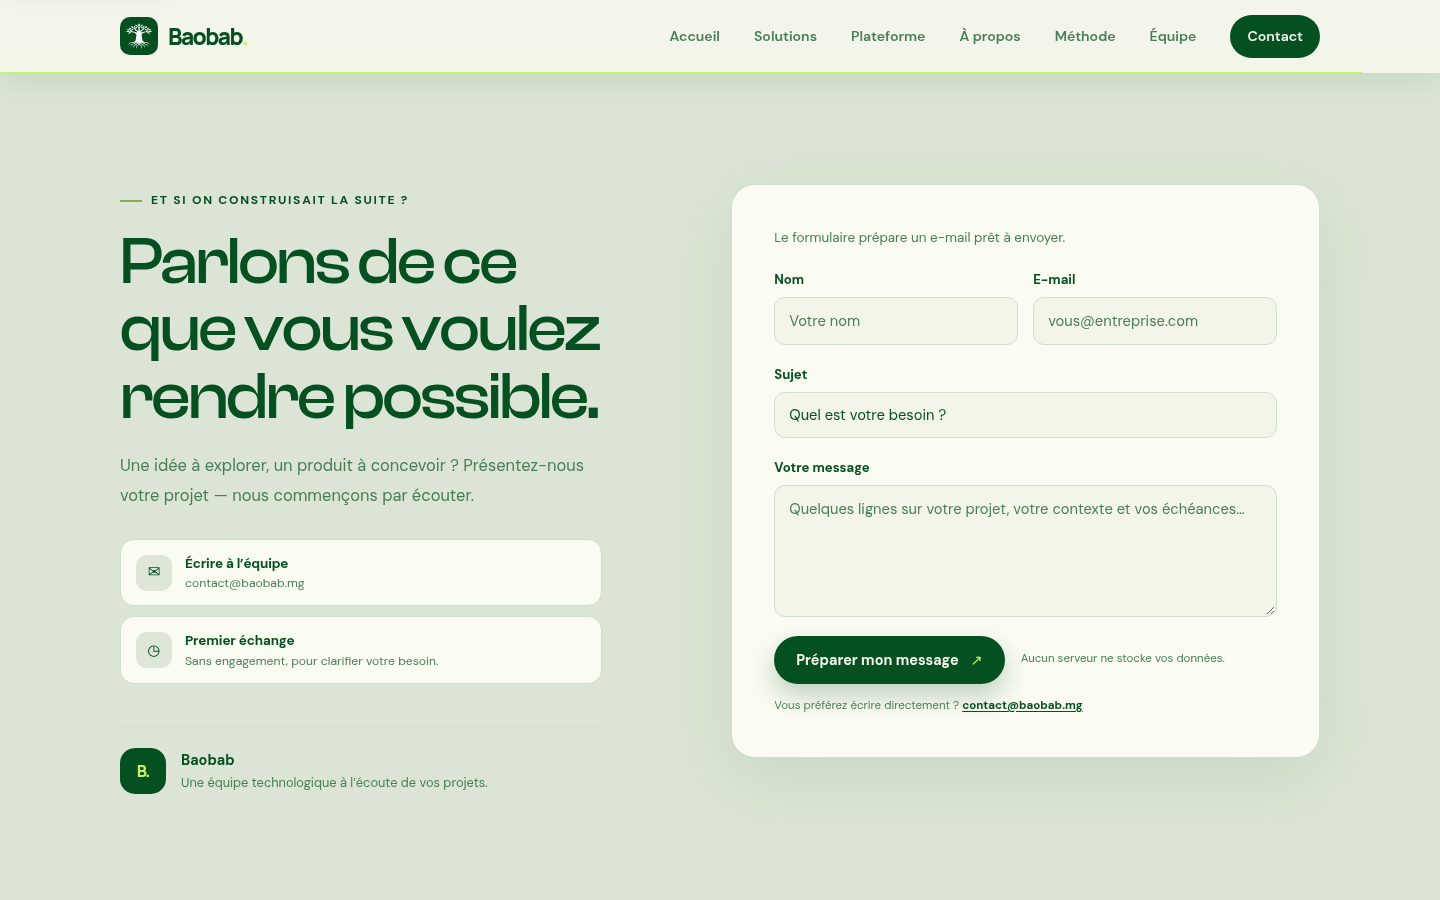 Baobab.
Accueil
Solutions
Plateforme
À propos
Méthode
Équipe
Contact
ET SI ON CONSTRUISAIT LA SUITE ?
Parlons de ce
que vous voulez
rendre possible.
Une idée à explorer, un produit à concevoir ? Présentez-nous
votre projet — nous commençons par écouter.
Écrire à l’équipe
contact@baobab.mg
Premier échange
Sans engagement, pour clarifier votre besoin.
B.
Baobab
Une équipe technologique à l’écoute de vos projets.
Le formulaire prépare un e-mail prêt à envoyer.
Nom
Votre nom
E-mail
vous@entreprise.com
Sujet
Quel est votre besoin ?
Votre message
Quelques lignes sur votre projet, votre contexte et vos échéances…
Préparer mon message ↗
Aucun serveur ne stocke vos données.
Vous préférez écrire directement ? contact@baobab.mg